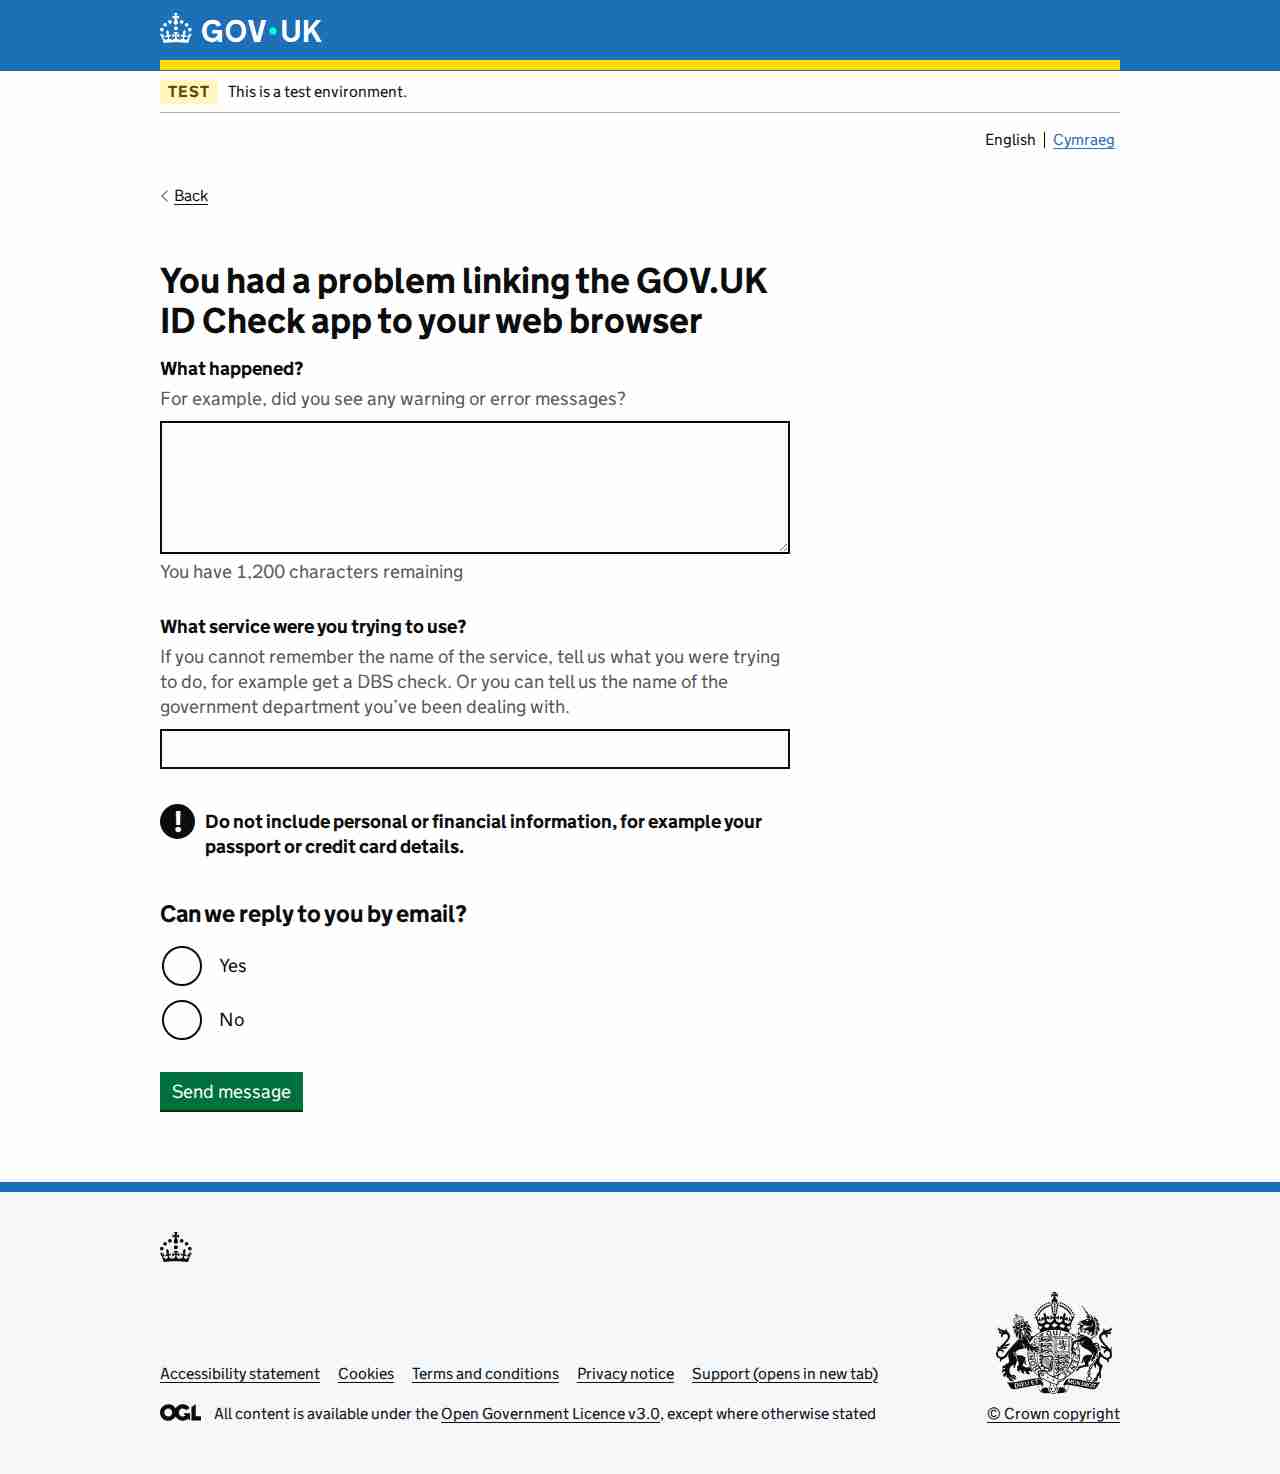 GOV·UK
TEST This is a test environment.
English Cymraeg
Back
You had a problem linking the GOV.UK
ID Check app to your web browser
What happened?
For example, did you see any warning or error messages?
You have 1,200 characters remaining
What service were you trying to use?
If you cannot remember the name of the service, tell us what you were trying
to do, for example get a DBS check. Or you can tell us the name of the
government department you’ve been dealing with.
! Do not include personal or financial information, for example your
passport or credit card details.
Can we reply to you by email?
Yes
No
Send message
Accessibility statement Cookies Terms and conditions Privacy notice Support (opens in new tab)
OGL All content is available under the Open Government Licence v3.0, except where otherwise stated
© Crown copyright